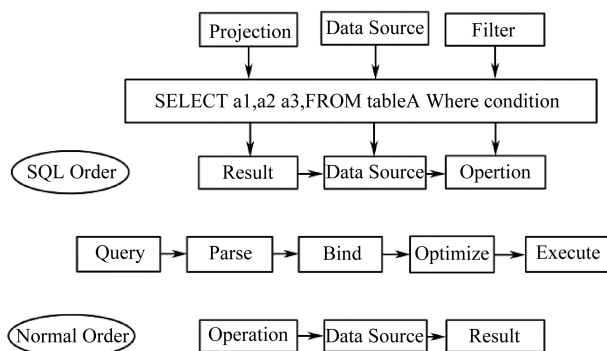 Projection Data Source Filter
SELECT a1,a2 a3,FROM tableA Where condition
SQL Order Result Data Source Opertion
Query Parse Bind Optimize Execute
Normal Order Operation Data Source Result